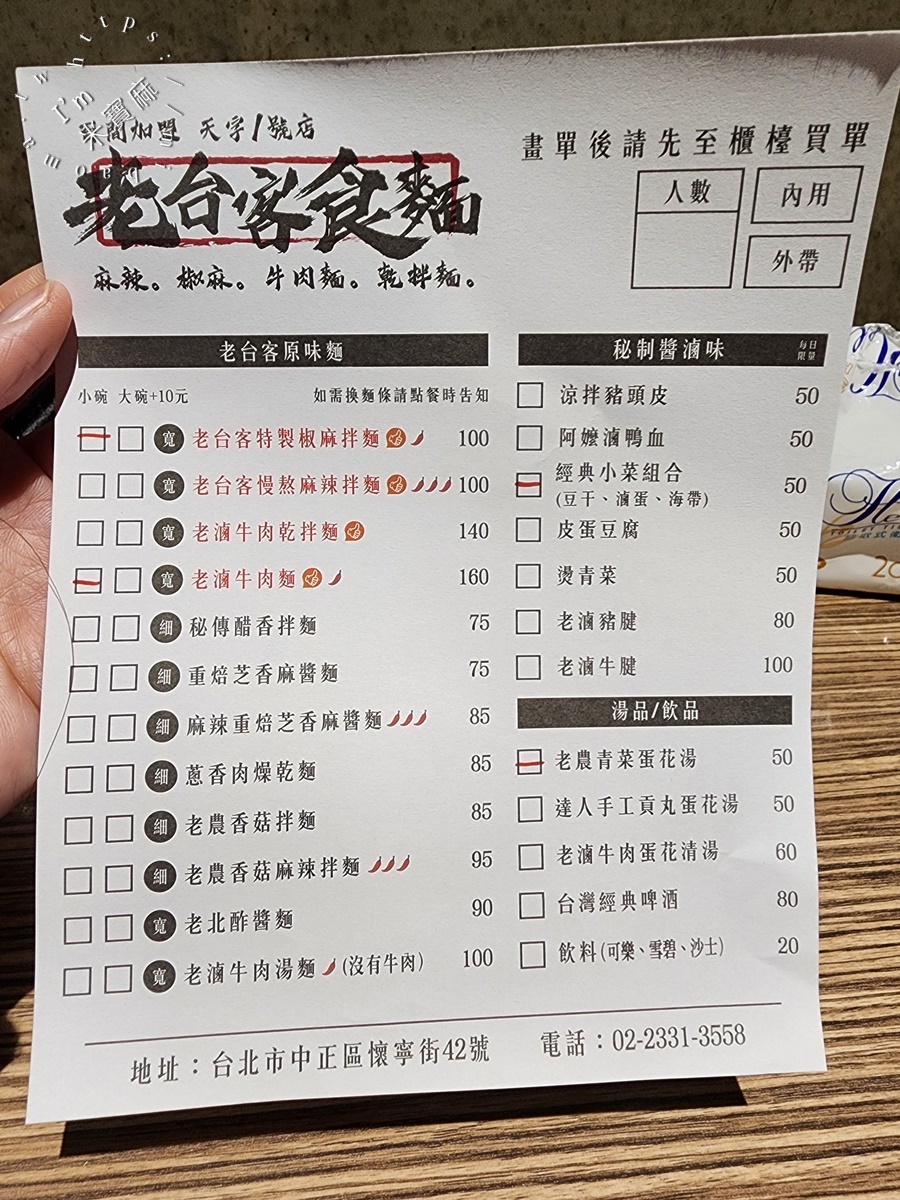 https:
I'm
采寶麻
民間加盟 天字1號店
老台客食麵
麻辣。椒麻。牛肉麵。乾拌麵。
畫單後請先至櫃檯買單
人數
內用
外帶
老台客原味麵
小碗 大碗+10元 如需換麵條請點餐時告知
寬 老台客特製椒麻拌麵 100
寬 老台客慢熬麻辣拌麵 100
寬 老滷牛肉乾拌麵 140
寬 老滷牛肉麵 160
細 秘傳醋香拌麵 75
細 重焙芝香麻醬麵 75
細 麻辣重焙芝香麻醬麵 85
細 蔥香肉燥乾麵 85
細 老農香菇拌麵 85
細 老農香菇麻辣拌麵 95
寬 老北酢醬麵 90
寬 老滷牛肉湯麵 (沒有牛肉) 100
秘制醬滷味 每日限量
涼拌豬頭皮 50
阿嬤滷鴨血 50
經典小菜組合 50
(豆干、滷蛋、海帶)
皮蛋豆腐 50
燙青菜 50
老滷豬腱 80
老滷牛腱 100
湯品/飲品
老農青菜蛋花湯 50
達人手工貢丸蛋花湯 50
老滷牛肉蛋花清湯 60
台灣經典啤酒 80
飲料(可樂、雪碧、沙士) 20
地址：台北市中正區懷寧街42號 電話：02-2331-3558